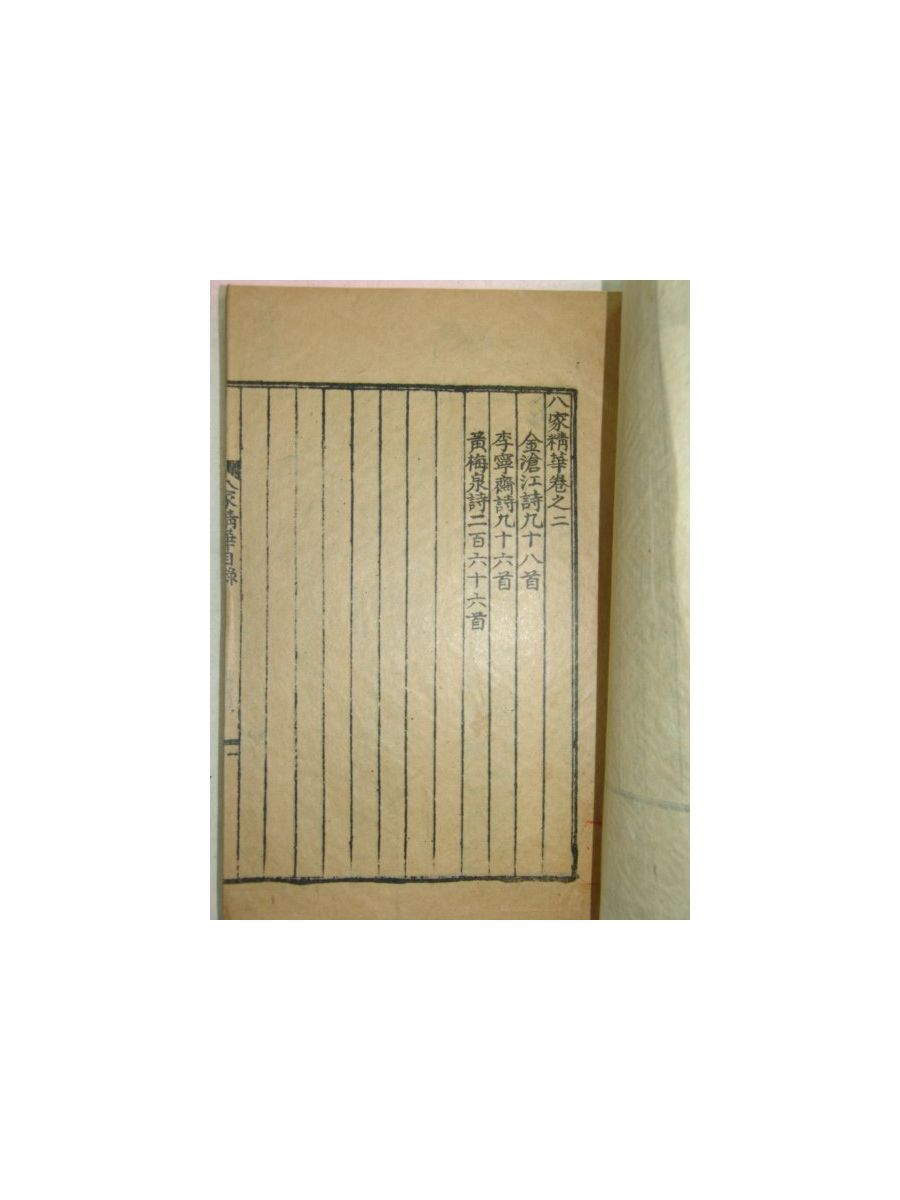 八家精華卷之二
金滄江詩九十八首
李寧齋詩九十六首
黃梅泉詩二百六十六首
八家精華目錄
一